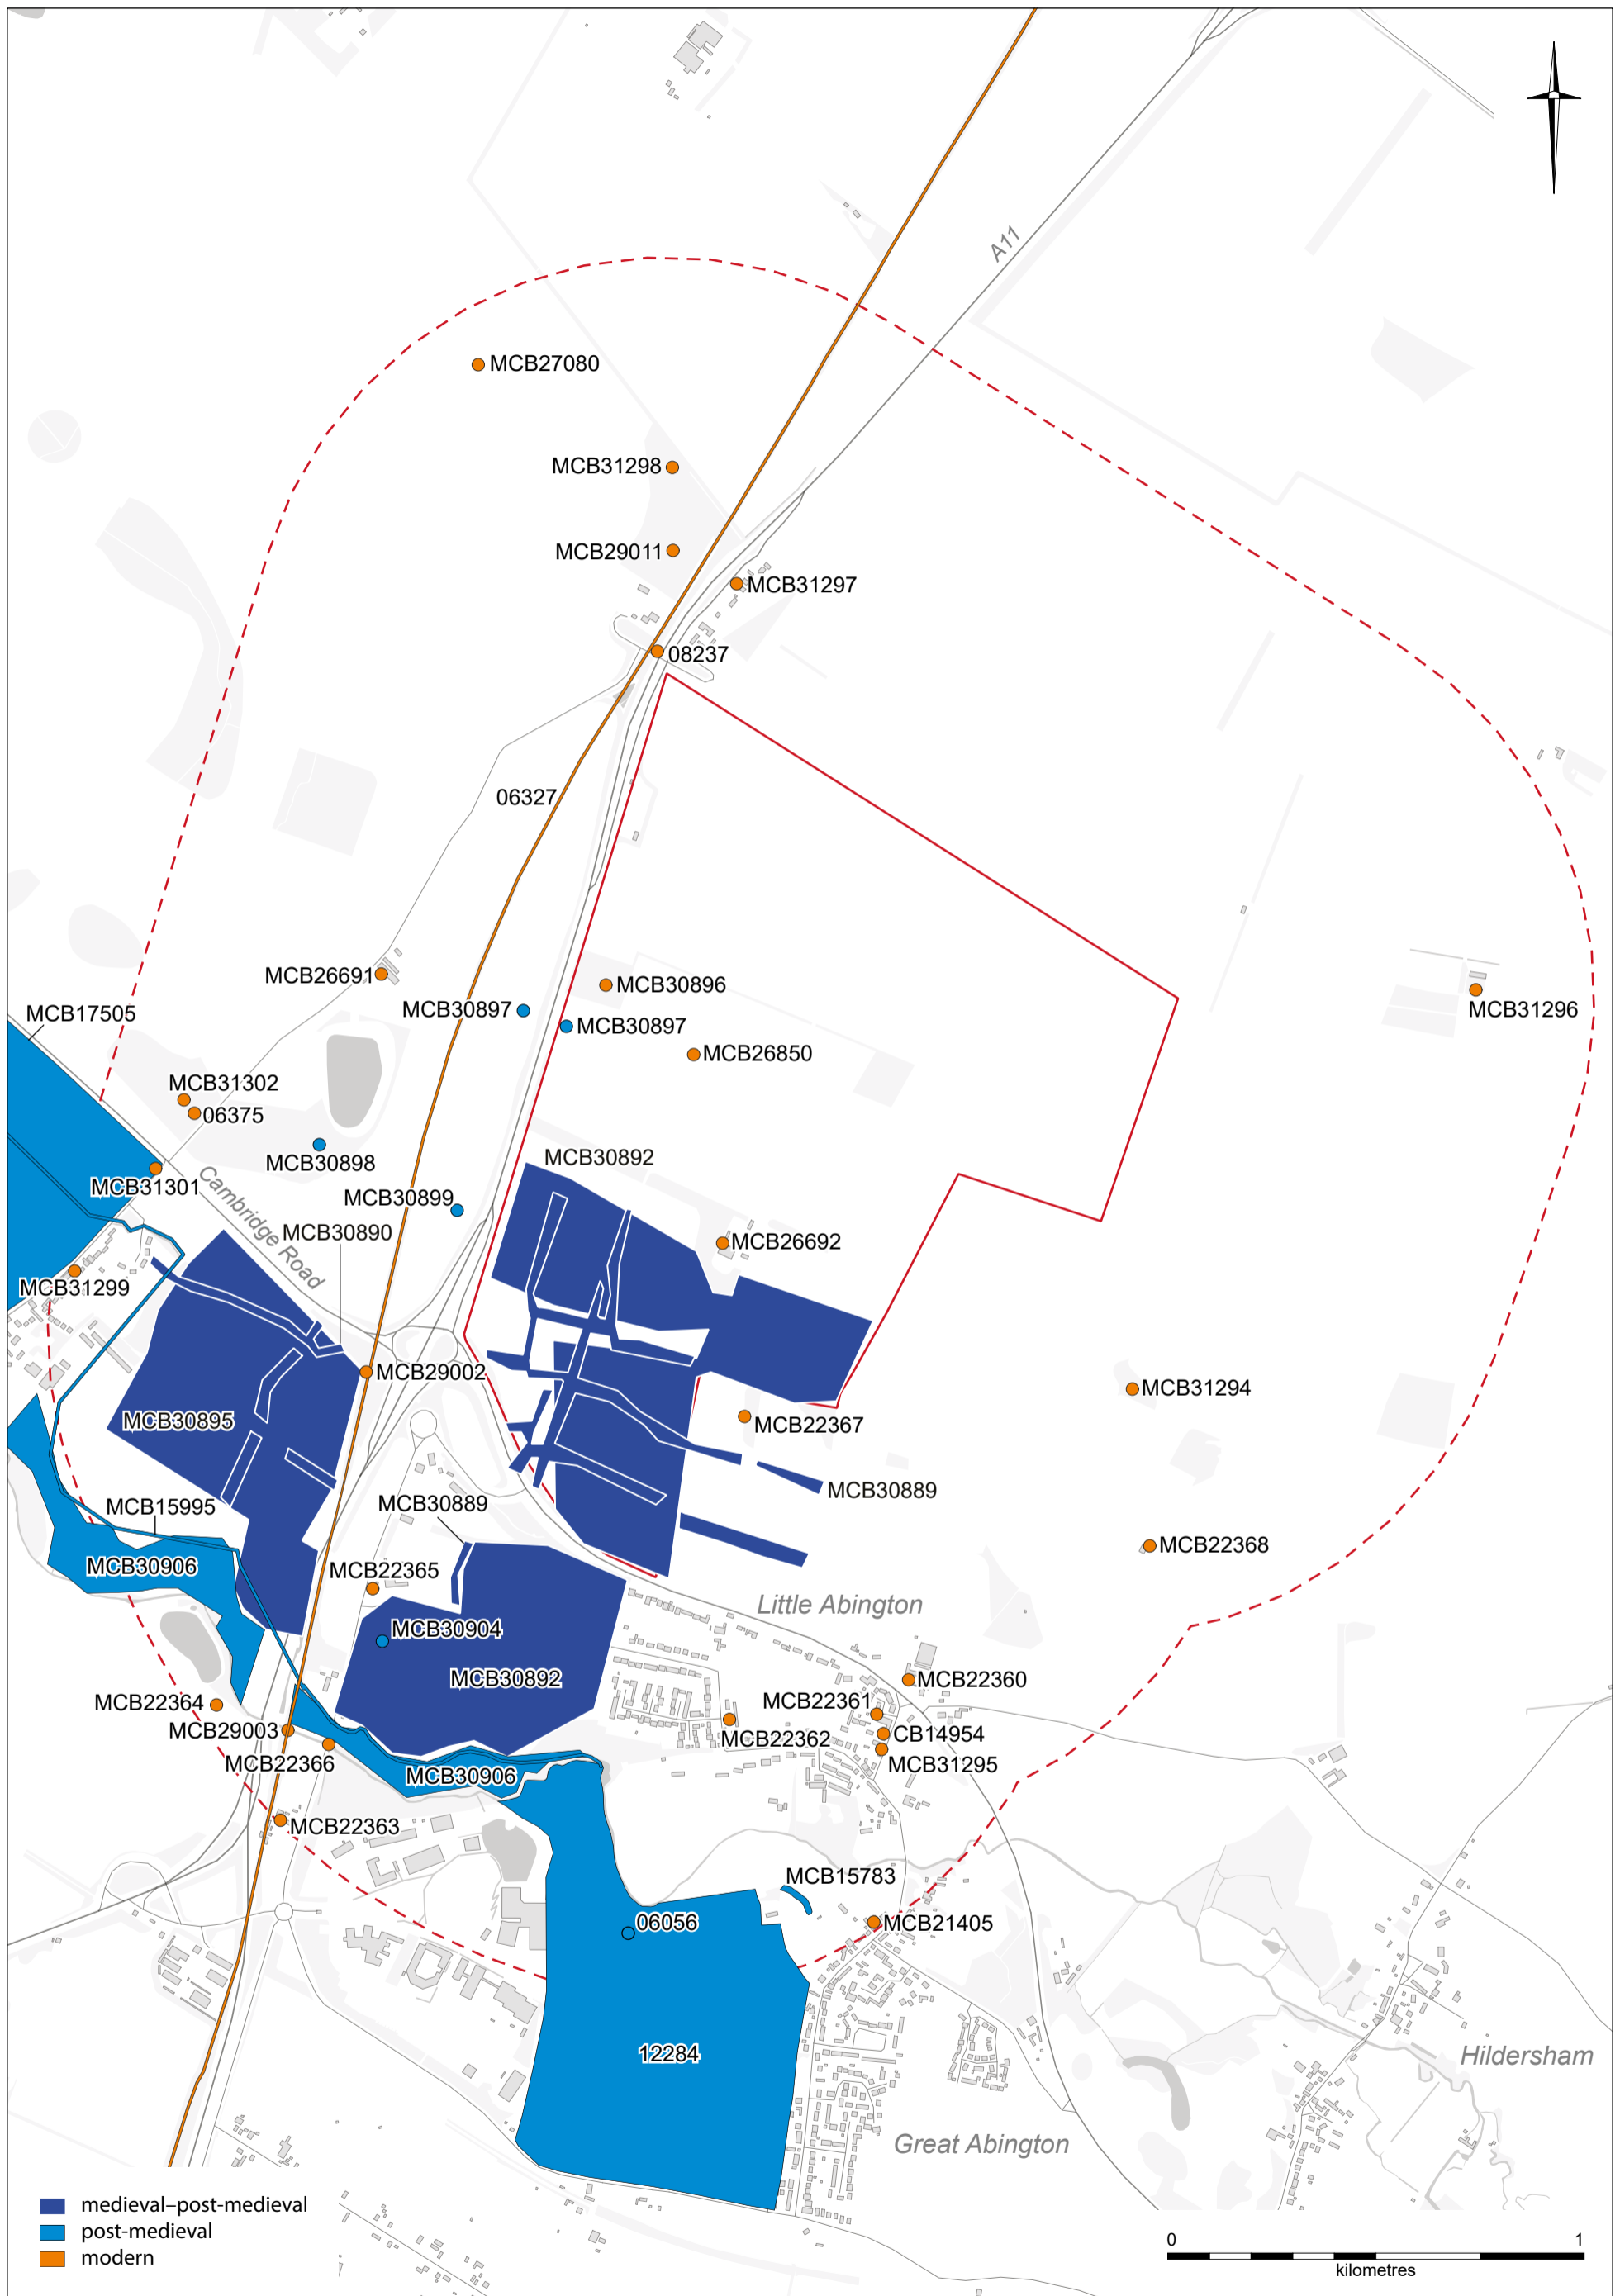 A11
MCB27080
MCB31298
MCB29011
MCB31297
08237
06327
MCB26691
MCB30896
MCB30897
MCB30897
MCB31296
MCB17505
MCB26850
MCB31302
06375
MCB30898
MCB30892
MCB31301
Cambridge Road
MCB30899
MCB30890
MCB26692
MCB31299
MCB29002
MCB31294
MCB30895
MCB22367
MCB30889
MCB15995
MCB30889
MCB30906
MCB22365
MCB22368
Little Abington
MCB30904
MCB30892
MCB22360
MCB22364
MCB22361
MCB29003
MCB22362
CB14954
MCB22366
MCB31295
MCB30906
MCB22363
MCB15783
06056
MCB21405
12284
Hildersham
Great Abington
medieval–post-medieval
post-medieval
modern
0 1
kilometres